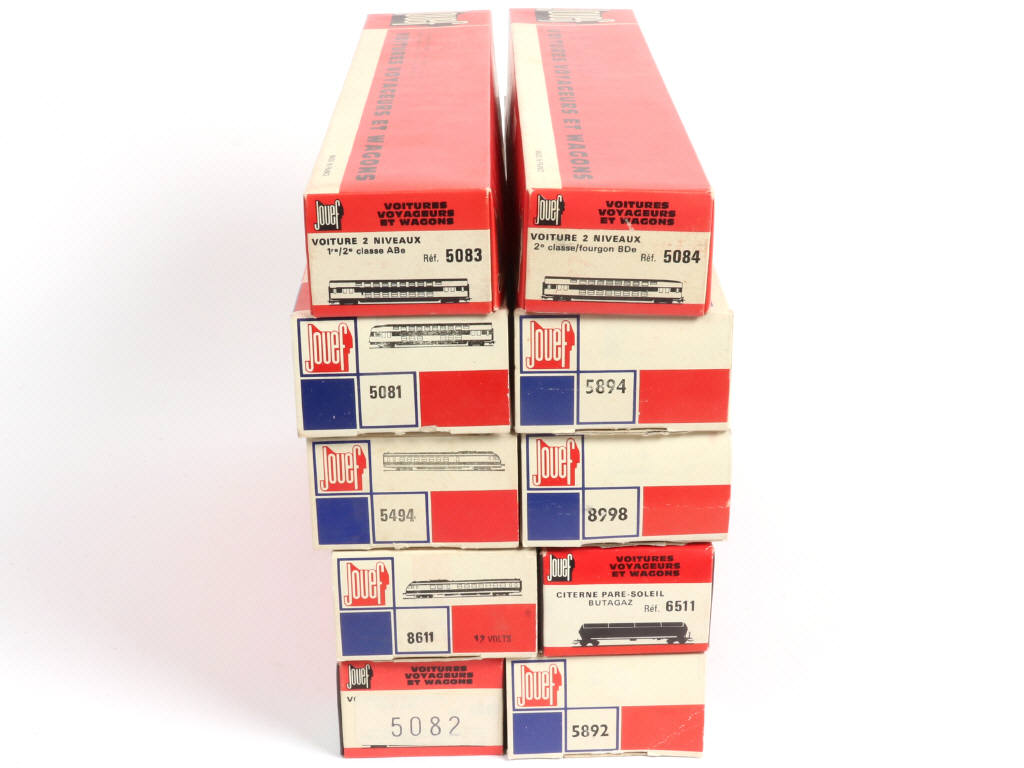 Jouef
VOITURES VOYAGEURS ET WAGONS
Jouef
VOITURES
VOYAGEURS
ET WAGONS
VOITURE 2 NIVEAUX
1re/2e classe ABe
Réf. 5083
Jouef
VOITURES VOYAGEURS ET WAGONS
Jouef
VOITURES
VOYAGEURS
ET WAGONS
VOITURE 2 NIVEAUX
2e classe/fourgon BDe
Réf. 5084
Jouef
5081
Jouef
5894
Jouef
5494
Jouef
8998
Jouef
8611
12 VOLTS
Jouef
VOITURES
VOYAGEURS
ET WAGONS
CITERNE PARE-SOLEIL
BUTAGAZ
Réf. 6511
Jouef
VOITURES
VOYAGEURS
ET WAGONS
5082
Jouef
5892